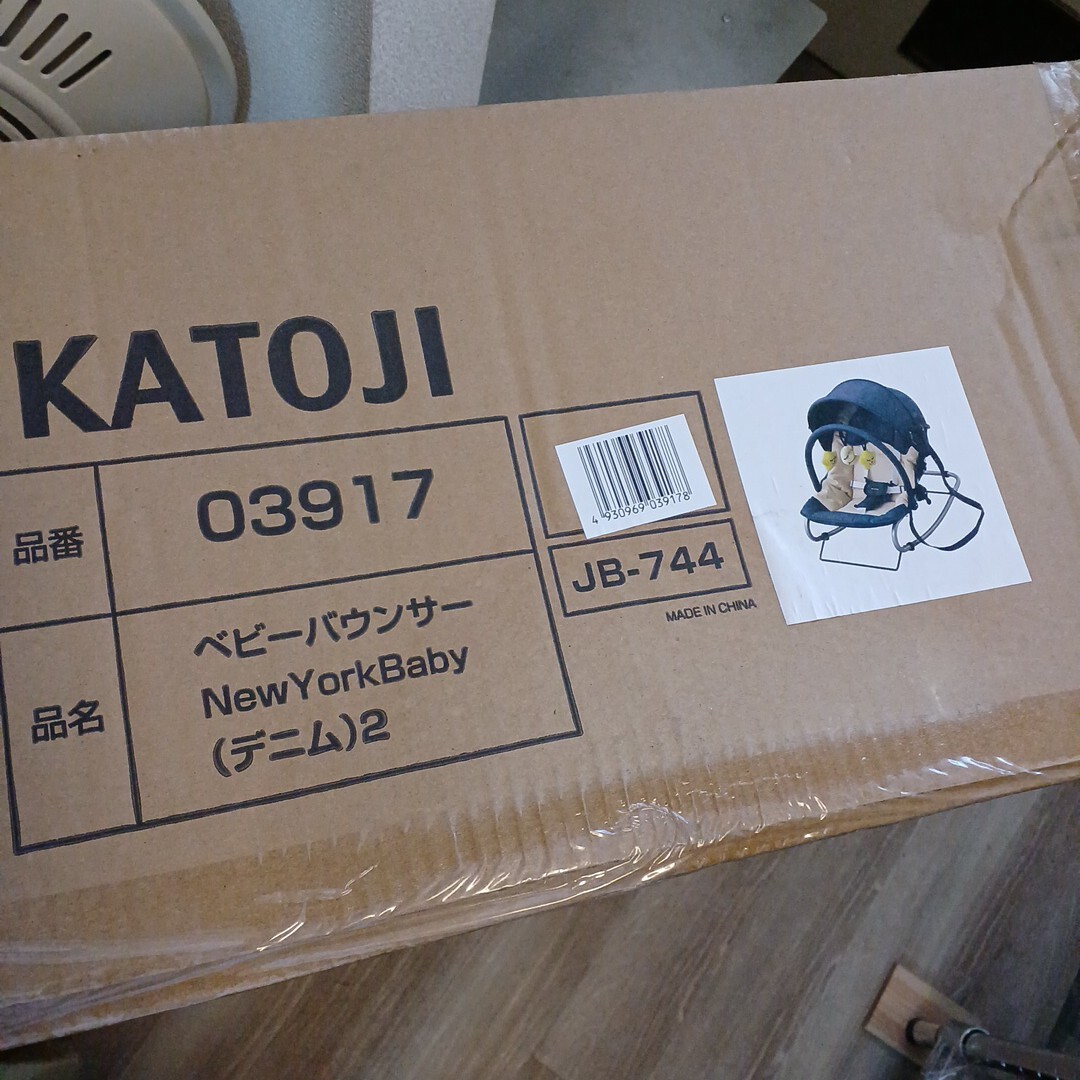 KATOJI
品番
03917
品名
ベビーバウンサー
NewYorkBaby
(デニム)2
4 930969 039178
JB-744
MADE IN CHINA